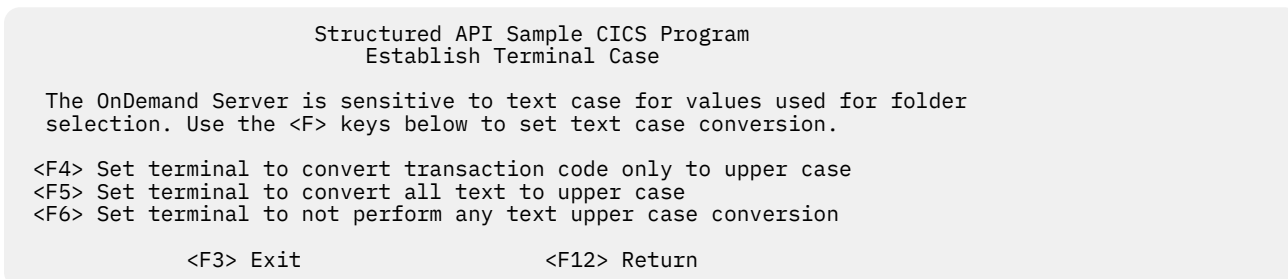 Structured API Sample CICS Program
Establish Terminal Case
The OnDemand Server is sensitive to text case for values used for folder
selection. Use the <F> keys below to set text case conversion.
<F4> Set terminal to convert transaction code only to upper case
<F5> Set terminal to convert all text to upper case
<F6> Set terminal to not perform any text upper case conversion
<F3> Exit <F12> Return